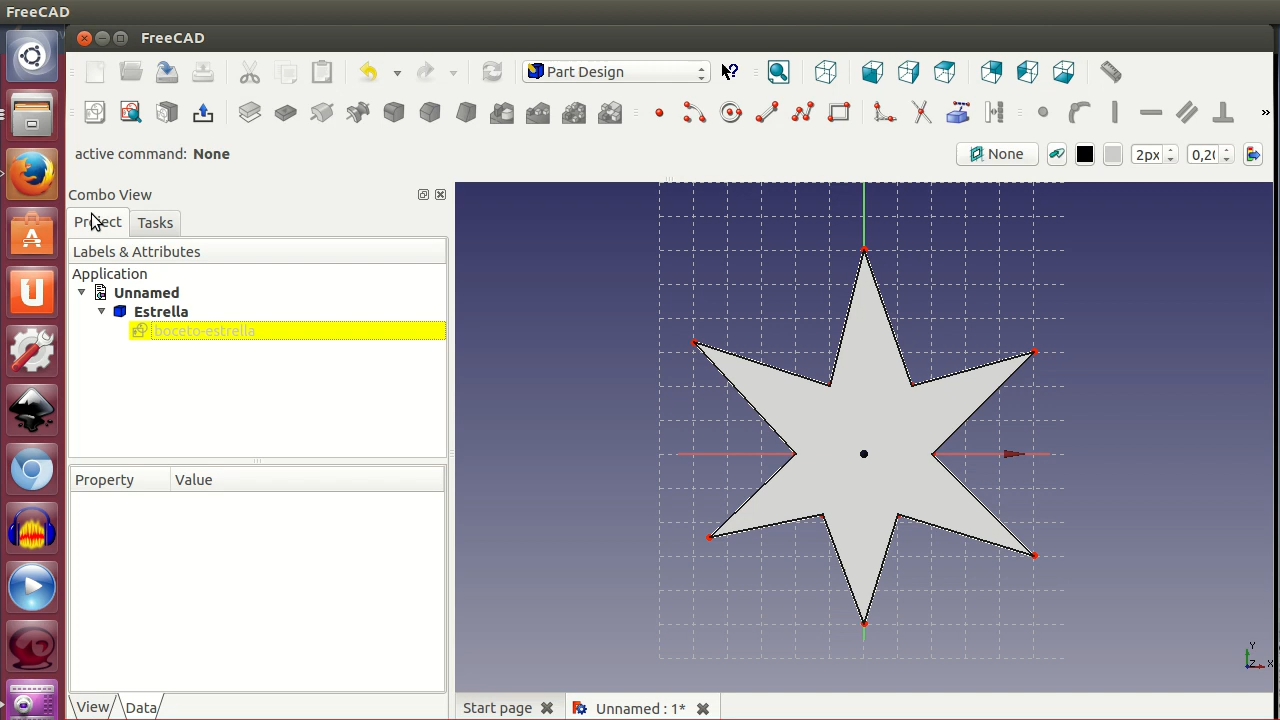 FreeCAD
FreeCAD
Part Design
active command: None
None
2px
0,2(
»
Combo View
Project
Tasks
Labels & Attributes
Application
Unnamed
Estrella
boceto-estrella
Property
Value
View
Data
Start page
Unnamed : 1*
Y
Z
X